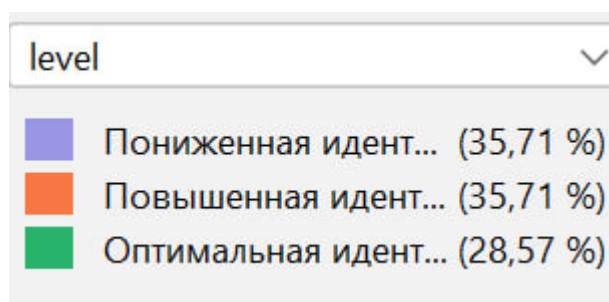 level
Пониженная идент... (35,71 %)
Повышенная идент... (35,71 %)
Оптимальная идент... (28,57 %)